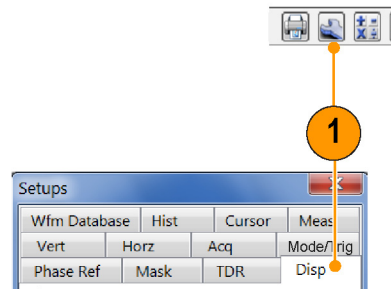 1
Setups
Wfm Database Hist Cursor Meas
Vert Horz Acq Mode/Trig
Phase Ref Mask TDR Disp